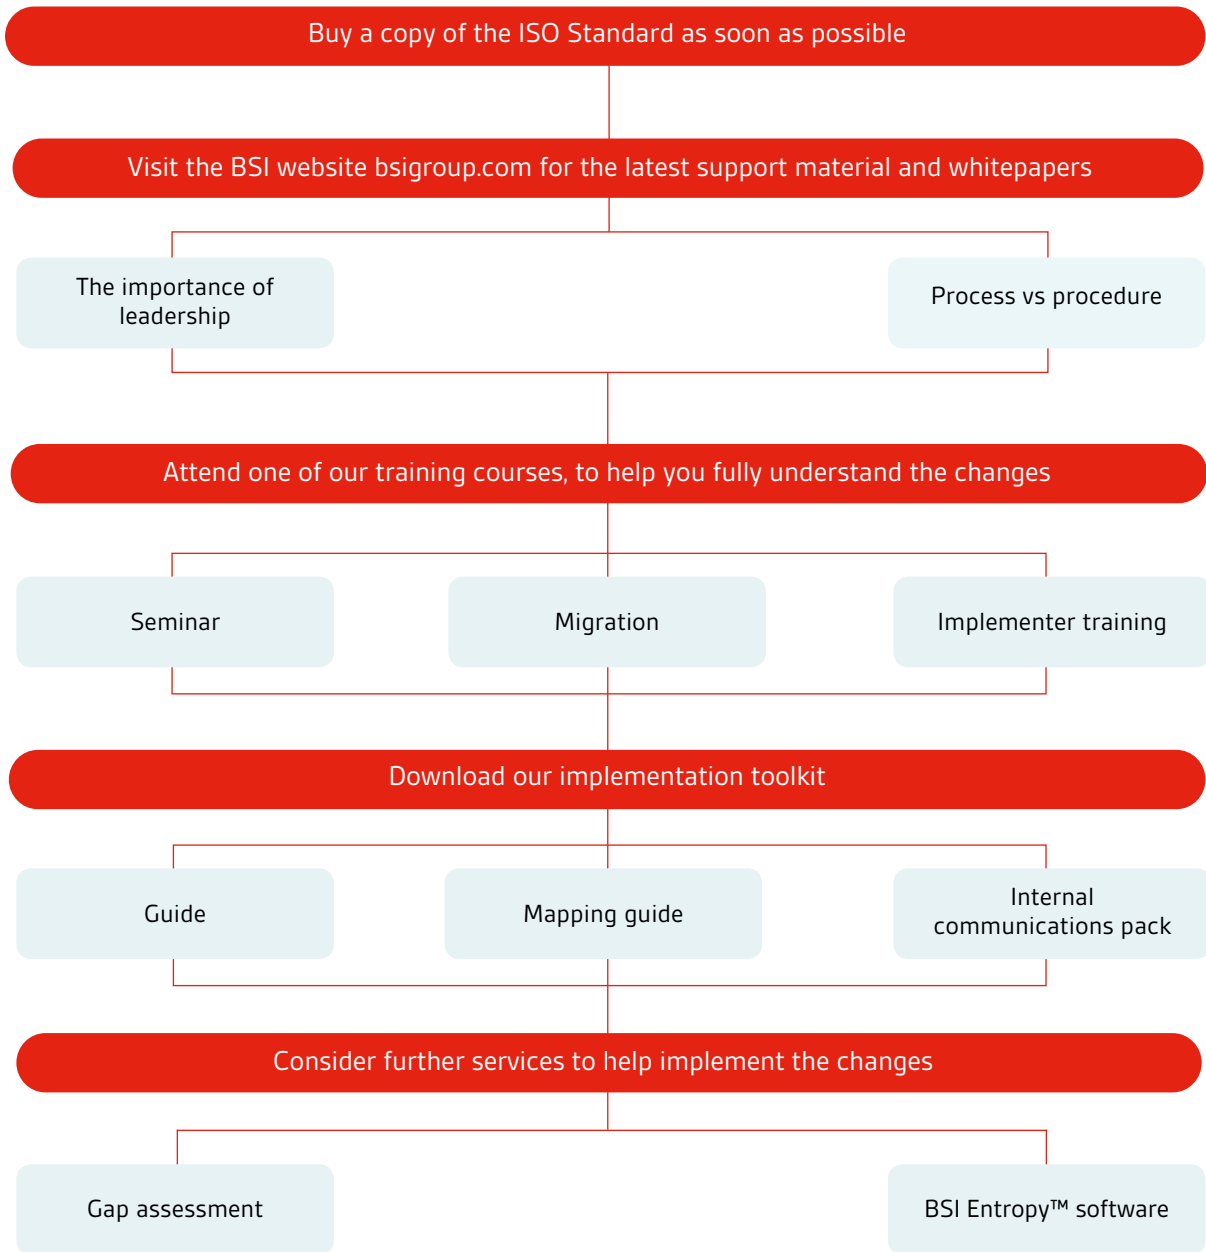 Buy a copy of the ISO Standard as soon as possible
Visit the BSI website bsigroup.com for the latest support material and whitepapers
The importance of
leadership
Process vs procedure
Attend one of our training courses, to help you fully understand the changes
Seminar
Migration
Implementer training
Download our implementation toolkit
Guide
Mapping guide
Internal
communications pack
Consider further services to help implement the changes
Gap assessment
BSI Entropy™ software